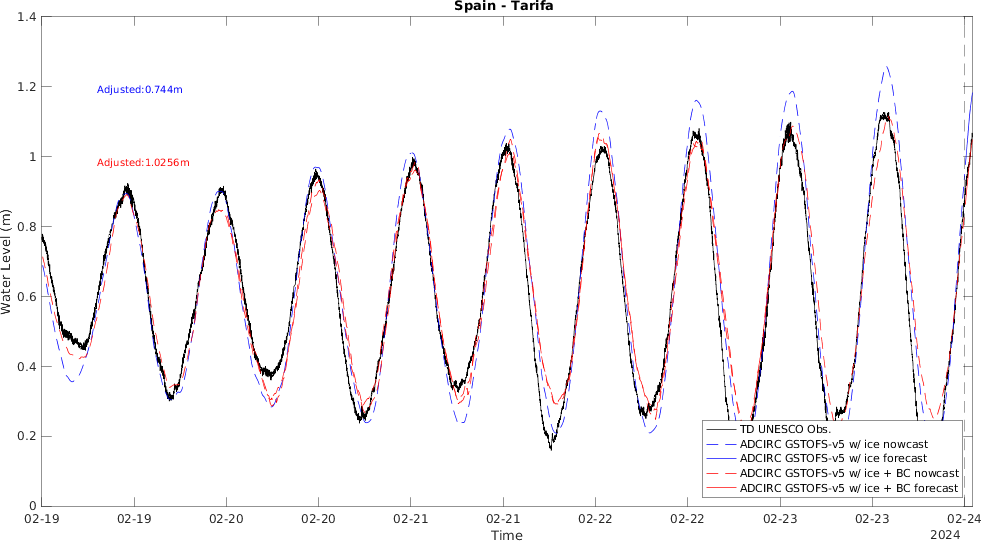 Spain - Tarifa
1.4
1.2
1
0.8
0.6
0.4
0.2
0
Water Level (m)
Adjusted:0.744m
Adjusted:1.0256m
TD UNESCO Obs.
ADCIRC GSTOFS-v5 w/ ice nowcast
ADCIRC GSTOFS-v5 w/ ice forecast
ADCIRC GSTOFS-v5 w/ ice + BC nowcast
ADCIRC GSTOFS-v5 w/ ice + BC forecast
02-19 02-19 02-20 02-20 02-21 02-21 02-22 02-22 02-23 02-23 02-24
2024
Time